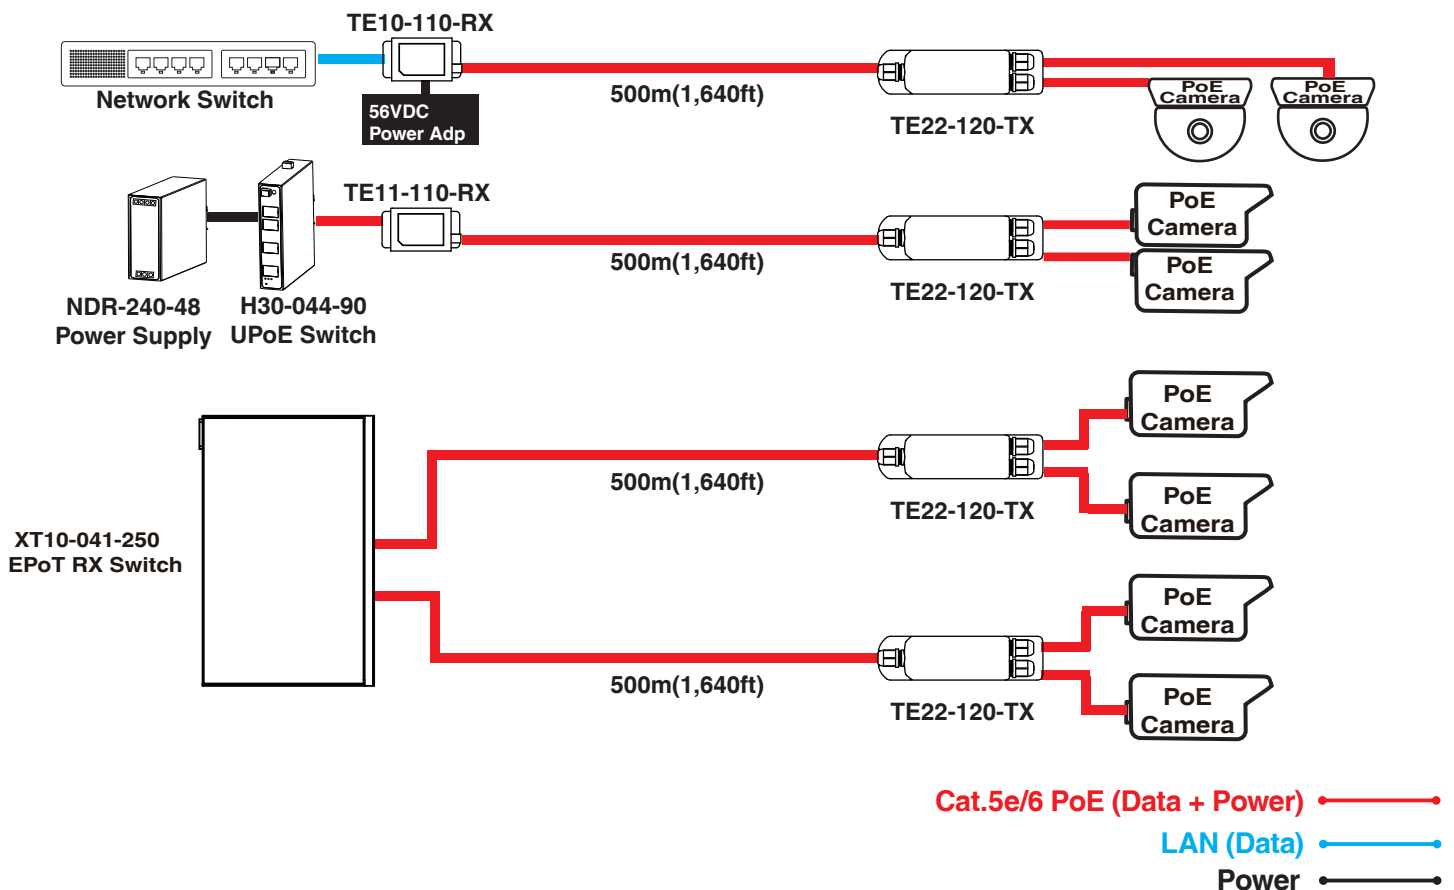 TE10-110-RX
Network Switch
56VDC
Power Adp
500m(1,640ft)
TE22-120-TX
PoE
Camera
PoE
Camera
TE11-110-RX
NDR-240-48
Power Supply
H30-044-90
UPoE Switch
500m(1,640ft)
TE22-120-TX
PoE
Camera
PoE
Camera
XT10-041-250
EPoT RX Switch
500m(1,640ft)
TE22-120-TX
PoE
Camera
PoE
Camera
500m(1,640ft)
TE22-120-TX
PoE
Camera
PoE
Camera
Cat.5e/6 PoE (Data + Power)
LAN (Data)
Power